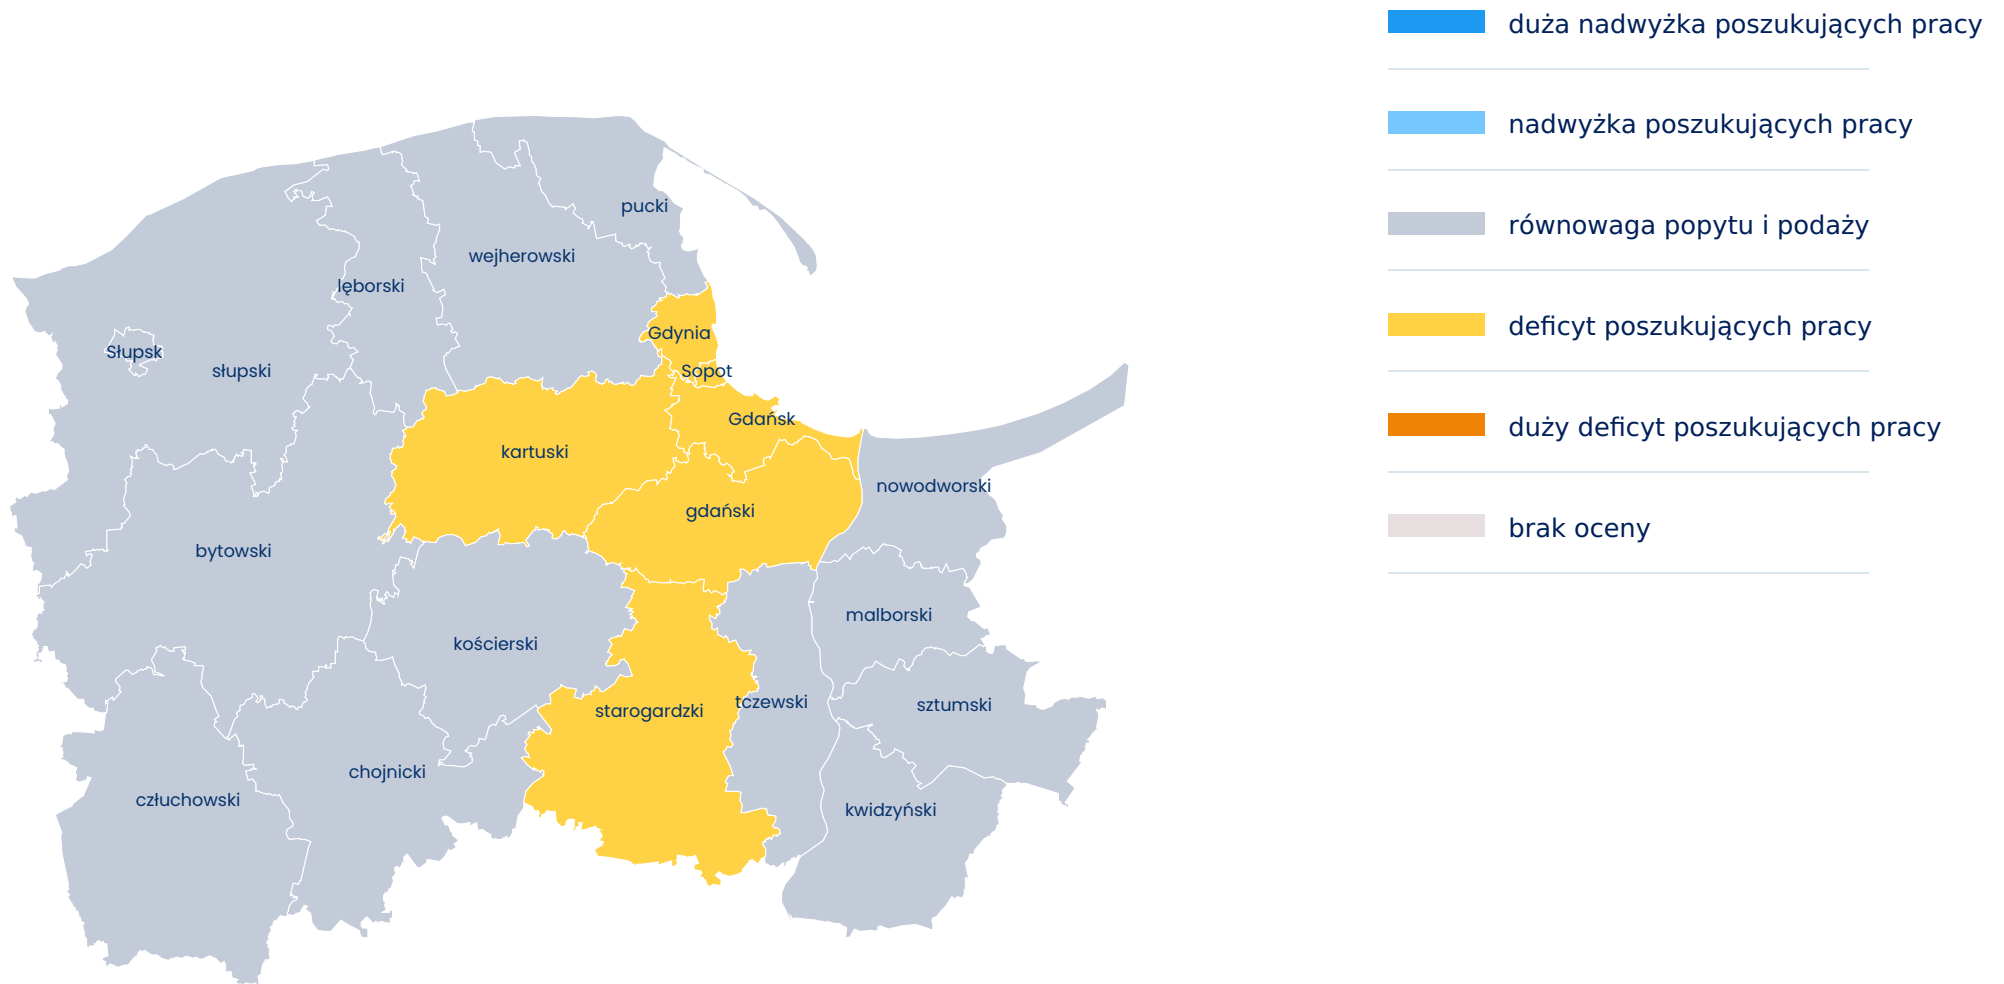 duża nadwyżka poszukujących pracy
nadwyżka poszukujących pracy
równowaga popytu i podaży
deficyt poszukujących pracy
duży deficyt poszukujących pracy
brak oceny
pucki
wejherowski
lęborski
Gdynia
Słupsk
słupski
Sopot
Gdańsk
kartuski
nowodworski
gdański
bytowski
malborski
kościerski
tczewski
sztumski
starogardzki
chojnicki
człuchowski
kwidzyński